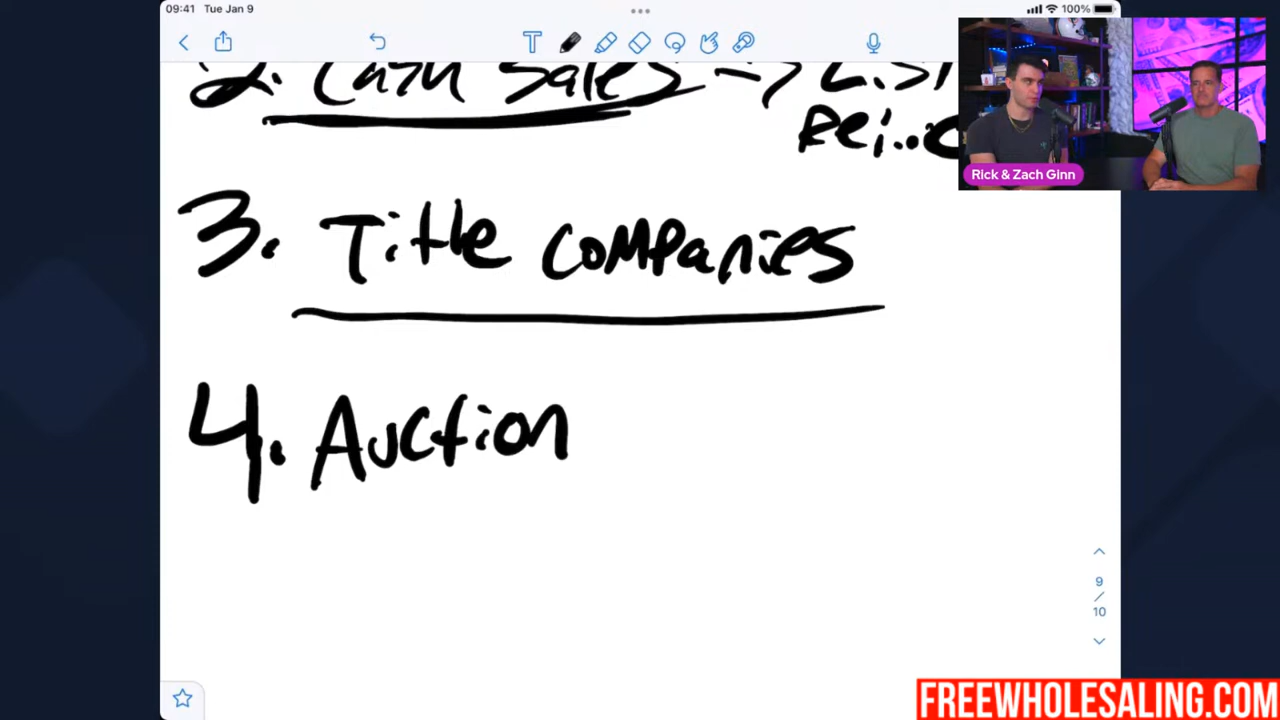 09:41 Tue Jan 9
100%
2. Cash Sales →
3. Title companies
4. Auction
Rick & Zach Ginn
9
/
10
FREEWHOLESALING.COM